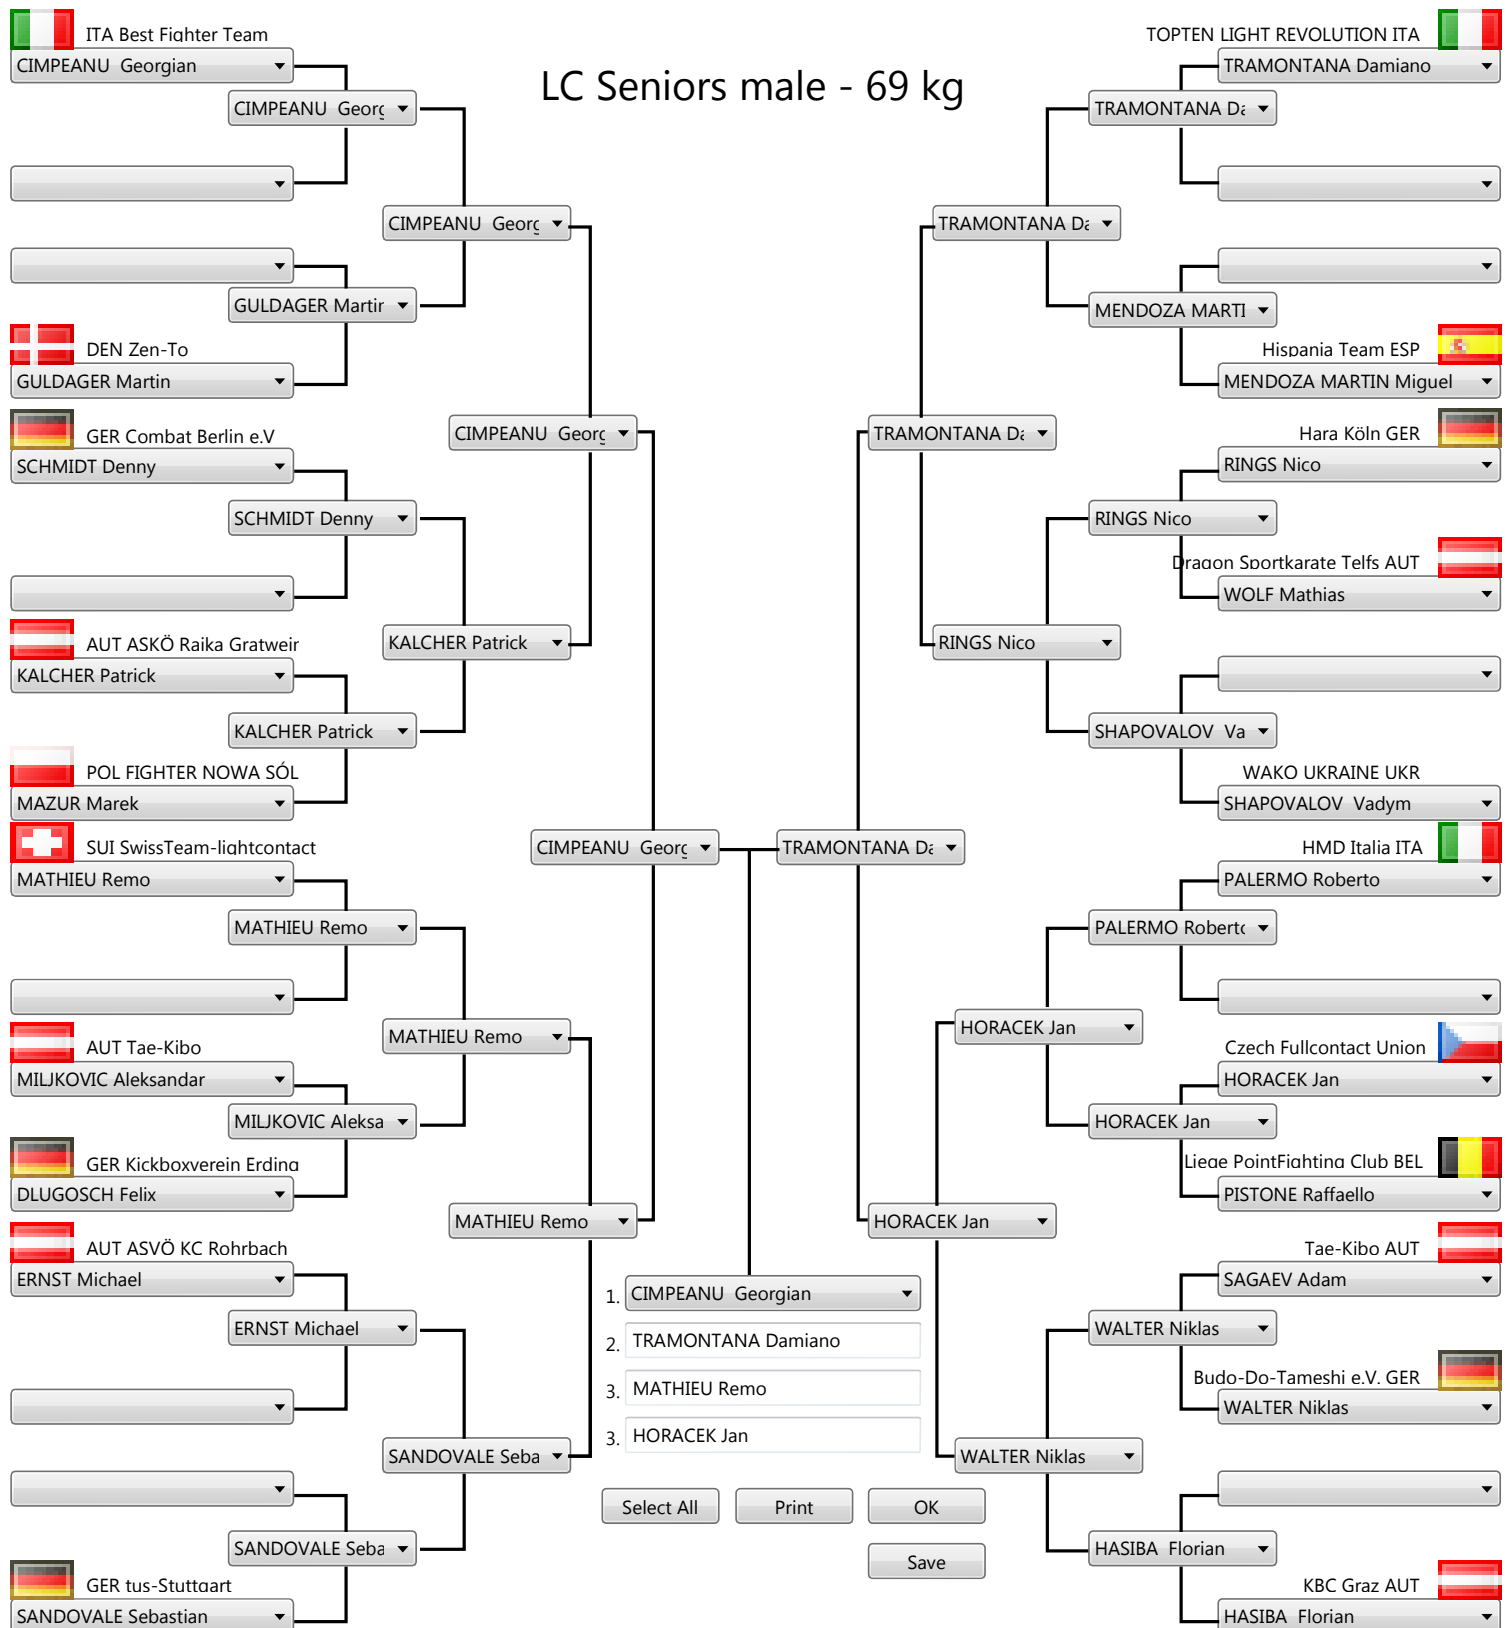 LC Seniors male - 69 kg
ITA Best Fighter Team
CIMPEANU Georgian
CIMPEANU Georg
CIMPEANU Georg
GULDAGER Martin
DEN Zen-To
GULDAGER Martin
GER Combat Berlin e.V
SCHMIDT Denny
CIMPEANU Georg
SCHMIDT Denny
AUT ASKÖ Raika Gratwein
KALCHER Patrick
KALCHER Patrick
KALCHER Patrick
POL FIGHTER NOWA SÓL
MAZUR Marek
SUI SwissTeam-lightcontact
MATHIEU Remo
CIMPEANU Georg
MATHIEU Remo
AUT Tae-Kibo
MILJKOVIC Aleksandar
MATHIEU Remo
MILJKOVIC Aleksa
GER Kickboxverein Erding
DLUGOSCH Felix
MATHIEU Remo
AUT ASVÖ KC Rohrbach
ERNST Michael
ERNST Michael
SANDOVALE Seba
SANDOVALE Seba
GER tus-Stuttgart
SANDOVALE Sebastian
TOPTEN LIGHT REVOLUTION ITA
TRAMONTANA Damiano
TRAMONTANA Da
TRAMONTANA Da
MENDOZA MARTI
Hispania Team ESP
MENDOZA MARTIN Miguel
TRAMONTANA Da
Hara Köln GER
RINGS Nico
RINGS Nico
Dragon Sportkarate Telfs AUT
WOLF Mathias
RINGS Nico
SHAPOVALOV Va
WAKO UKRAINE UKR
SHAPOVALOV Vadym
TRAMONTANA Da
HMD Italia ITA
PALERMO Roberto
PALERMO Roberto
HORACEK Jan
Czech Fullcontact Union
HORACEK Jan
HORACEK Jan
Liege PointFighting Club BEL
PISTONE Raffaello
HORACEK Jan
Tae-Kibo AUT
SAGAEV Adam
WALTER Niklas
Budo-Do-Tameshi e.V. GER
WALTER Niklas
WALTER Niklas
HASIBA Florian
KBC Graz AUT
HASIBA Florian
1. CIMPEANU Georgian
2. TRAMONTANA Damiano
3. MATHIEU Remo
3. HORACEK Jan
Select All Print OK
Save